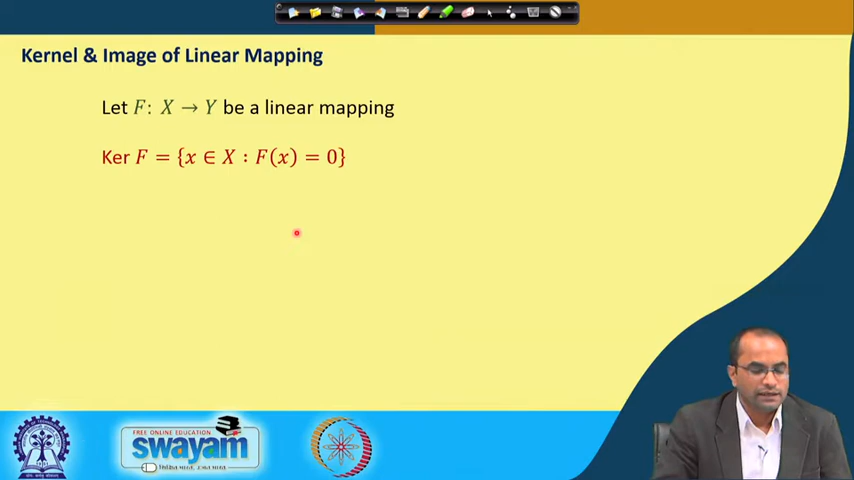 Kernel & Image of Linear Mapping
Let F: X → Y be a linear mapping
Ker F = {x ∈ X : F(x) = 0}
FREE ONLINE EDUCATION
swayam